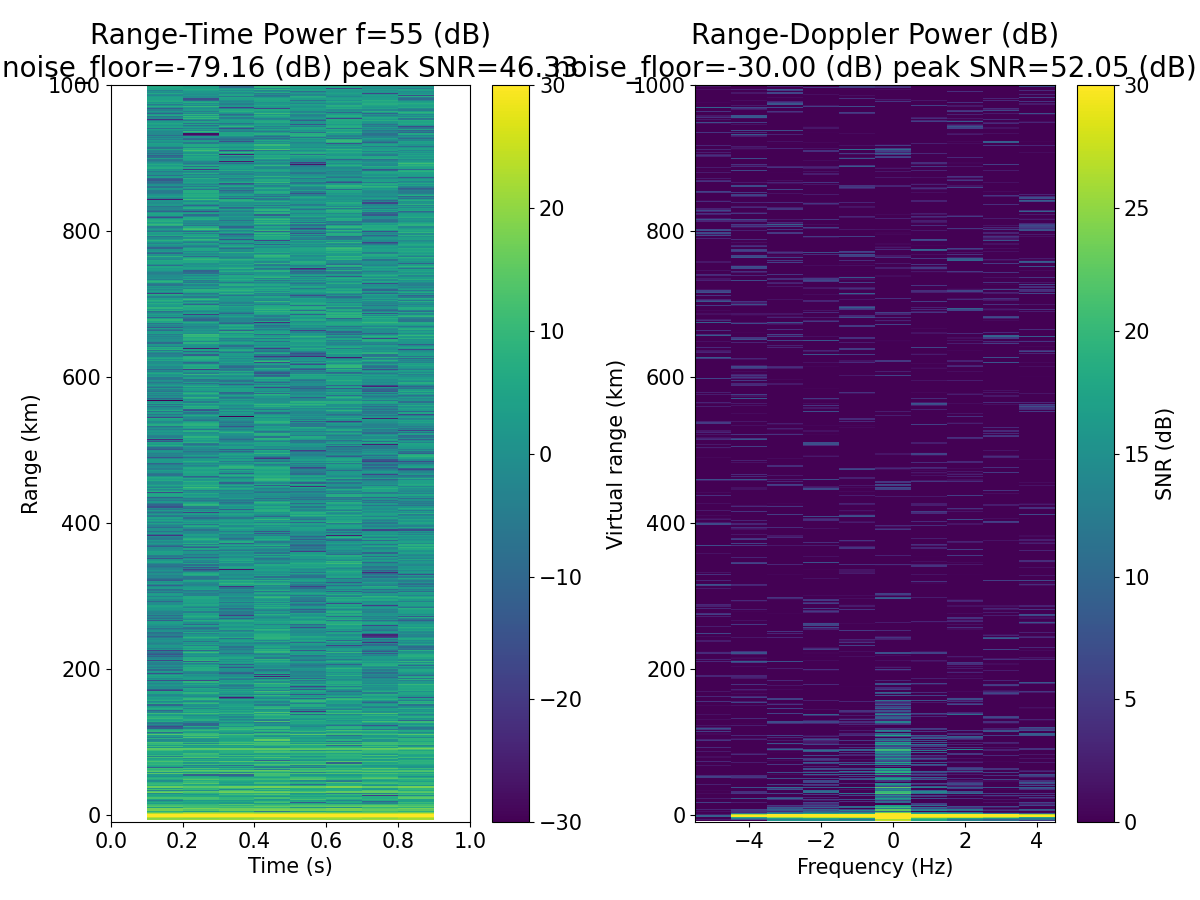 Range-Time Power f=55 (dB)
noise_floor=-79.16 (dB) peak SNR=46.33
Range-Doppler Power (dB)
noise_floor=-30.00 (dB) peak SNR=52.05 (dB)
1000
800
600
400
200
0
Range (km)
0.0 0.2 0.4 0.6 0.8 1.0
Time (s)
30
20
10
0
−10
−20
−30
1000
800
600
400
200
0
Virtual range (km)
−4 −2 0 2 4
Frequency (Hz)
30
25
20
15
10
5
0
SNR (dB)